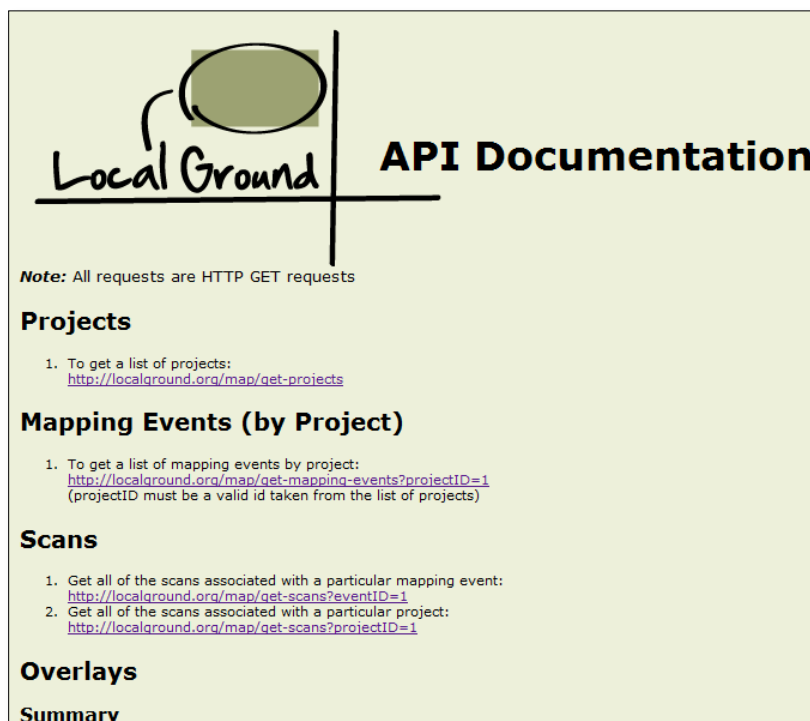 Local Ground
API Documentation
Note: All requests are HTTP GET requests
Projects
1. To get a list of projects:
http://localground.org/map/get-projects
Mapping Events (by Project)
1. To get a list of mapping events by project:
http://localground.org/map/get-mapping-events?projectID=1
(projectID must be a valid id taken from the list of projects)
Scans
1. Get all of the scans associated with a particular mapping event:
http://localground.org/map/get-scans?eventID=1
2. Get all of the scans associated with a particular project:
http://localground.org/map/get-scans?projectID=1
Overlays
Summary